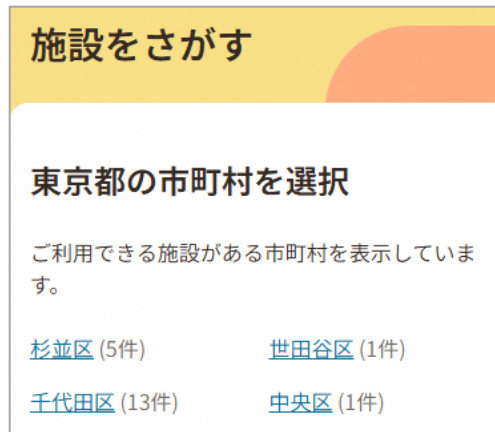 施設をさがす
東京都の市町村を選択
ご利用できる施設がある市町村を表示していま
す。
杉並区 (5件) 世田谷区 (1件)
千代田区 (13件) 中央区 (1件)